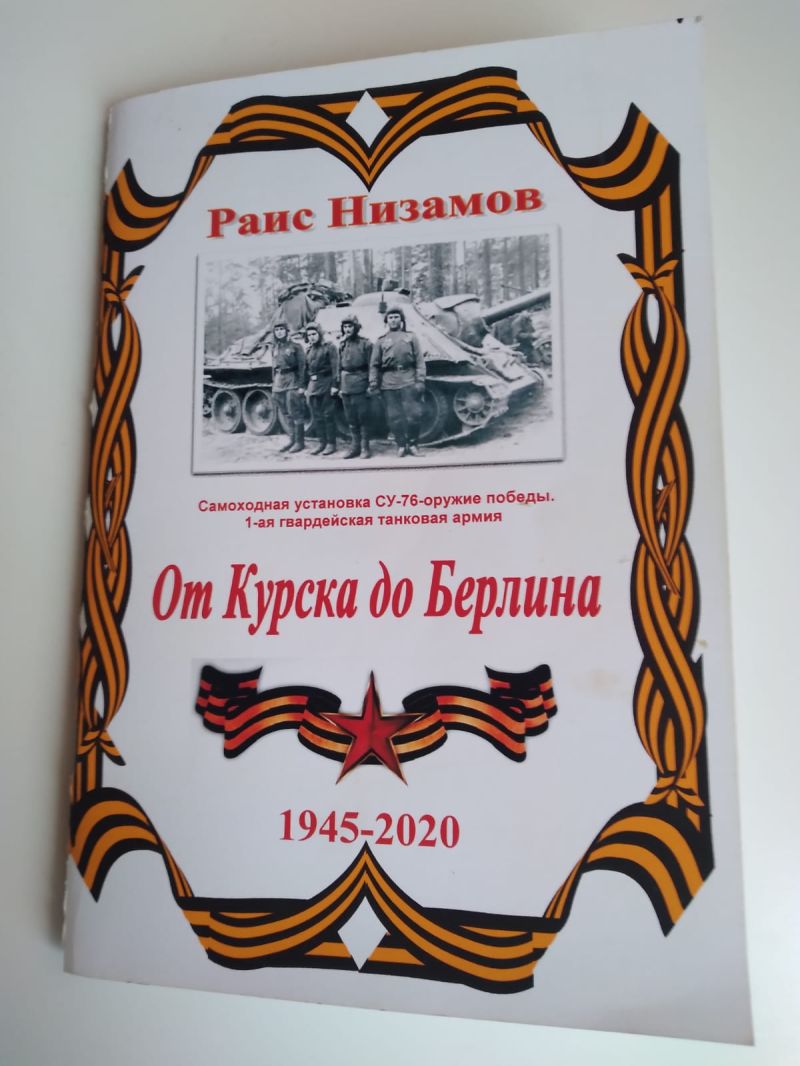 Раис Низамов
Самоходная установка СУ-76-оружие победы.
1-ая гвардейская танковая армия
От Курска до Берлина
1945-2020